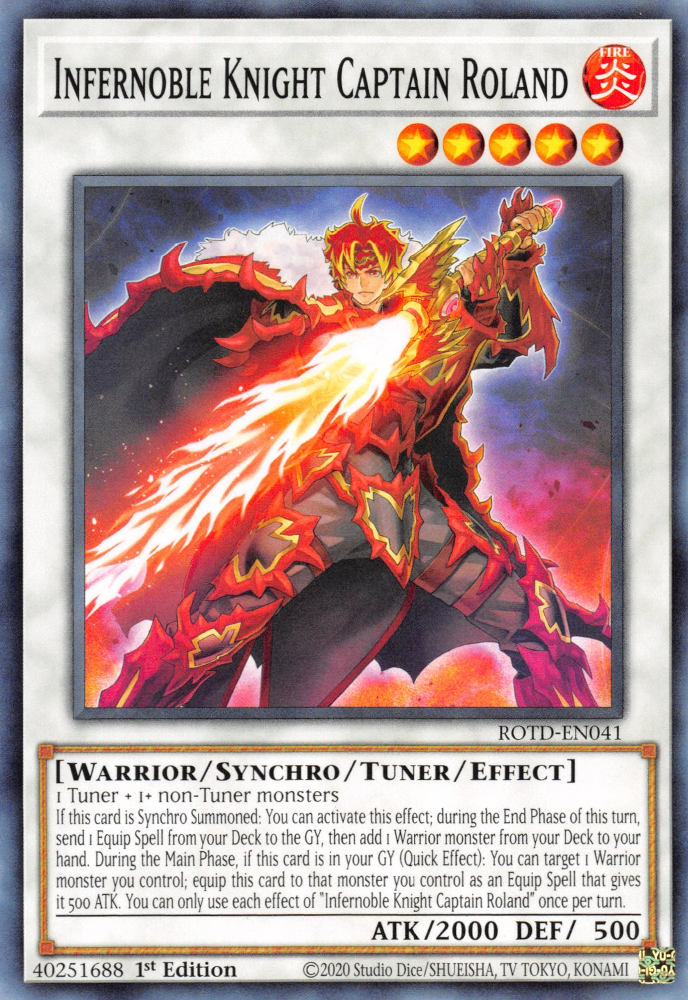 Infernoble Knight Captain Roland
FIRE
炎
ROTD-EN041
[Warrior/Synchro/Tuner/Effect]
1 Tuner + 1+ non-Tuner monsters
If this card is Synchro Summoned: You can activate this effect; during the End Phase of this turn,
send 1 Equip Spell from your Deck to the GY, then add 1 Warrior monster from your Deck to your
hand. During the Main Phase, if this card is in your GY (Quick Effect): You can target 1 Warrior
monster you control; equip this card to that monster you control as an Equip Spell that gives
it 500 ATK. You can only use each effect of "Infernoble Knight Captain Roland" once per turn.
ATK/2000 DEF/ 500
40251688 1st Edition ©2020 Studio Dice/SHUEISHA, TV TOKYO, KONAMI